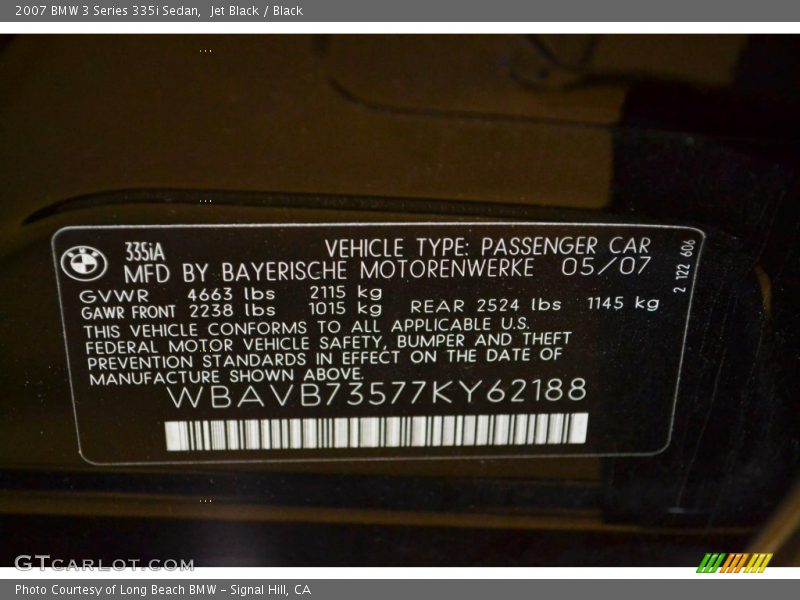 2007 BMW 3 Series 335i Sedan,  Jet Black / Black
335iA VEHICLE TYPE: PASSENGER CAR
MFD BY BAYERISCHE MOTORENWERKE 05/07
GVWR 4663 lbs 2115 kg
GAWR FRONT 2238 lbs 1015 kg REAR 2524 lbs 1145 kg
THIS VEHICLE CONFORMS TO ALL APPLICABLE U.S.
FEDERAL MOTOR VEHICLE SAFETY, BUMPER AND THEFT
PREVENTION STANDARDS IN EFFECT ON THE DATE OF
MANUFACTURE SHOWN ABOVE.
WBAVB73577KY62188
2 122 606
GTCARLOT.COM
Photo Courtesy of Long Beach BMW - Signal Hill, CA